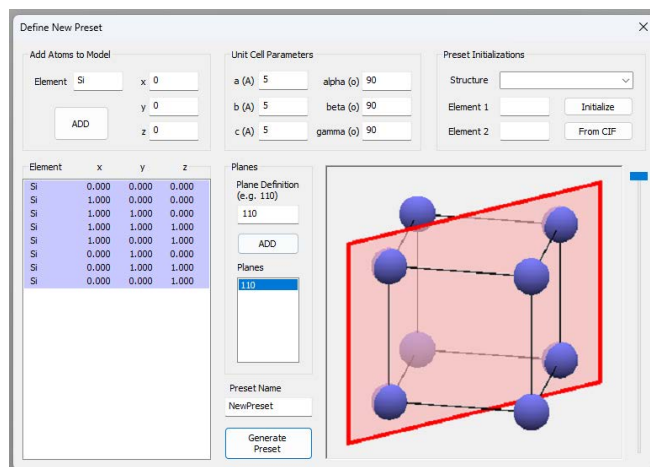 Define New Preset
Add Atoms to Model
Element Si x 0
y 0
z 0
ADD
Unit Cell Parameters
a (A) 5 alpha (o) 90
b (A) 5 beta (o) 90
c (A) 5 gamma (o) 90
Preset Initializations
Structure
Element 1 Initialize
Element 2 From CIF
Element x y z
Si 0.000 0.000 0.000
Si 1.000 0.000 0.000
Si 1.000 1.000 0.000
Si 1.000 1.000 1.000
Si 1.000 0.000 1.000
Si 0.000 1.000 0.000
Si 0.000 1.000 1.000
Si 0.000 0.000 1.000
Planes
Plane Definition
(e.g. 110)
110
ADD
Planes
110
Preset Name
NewPreset
Generate
Preset